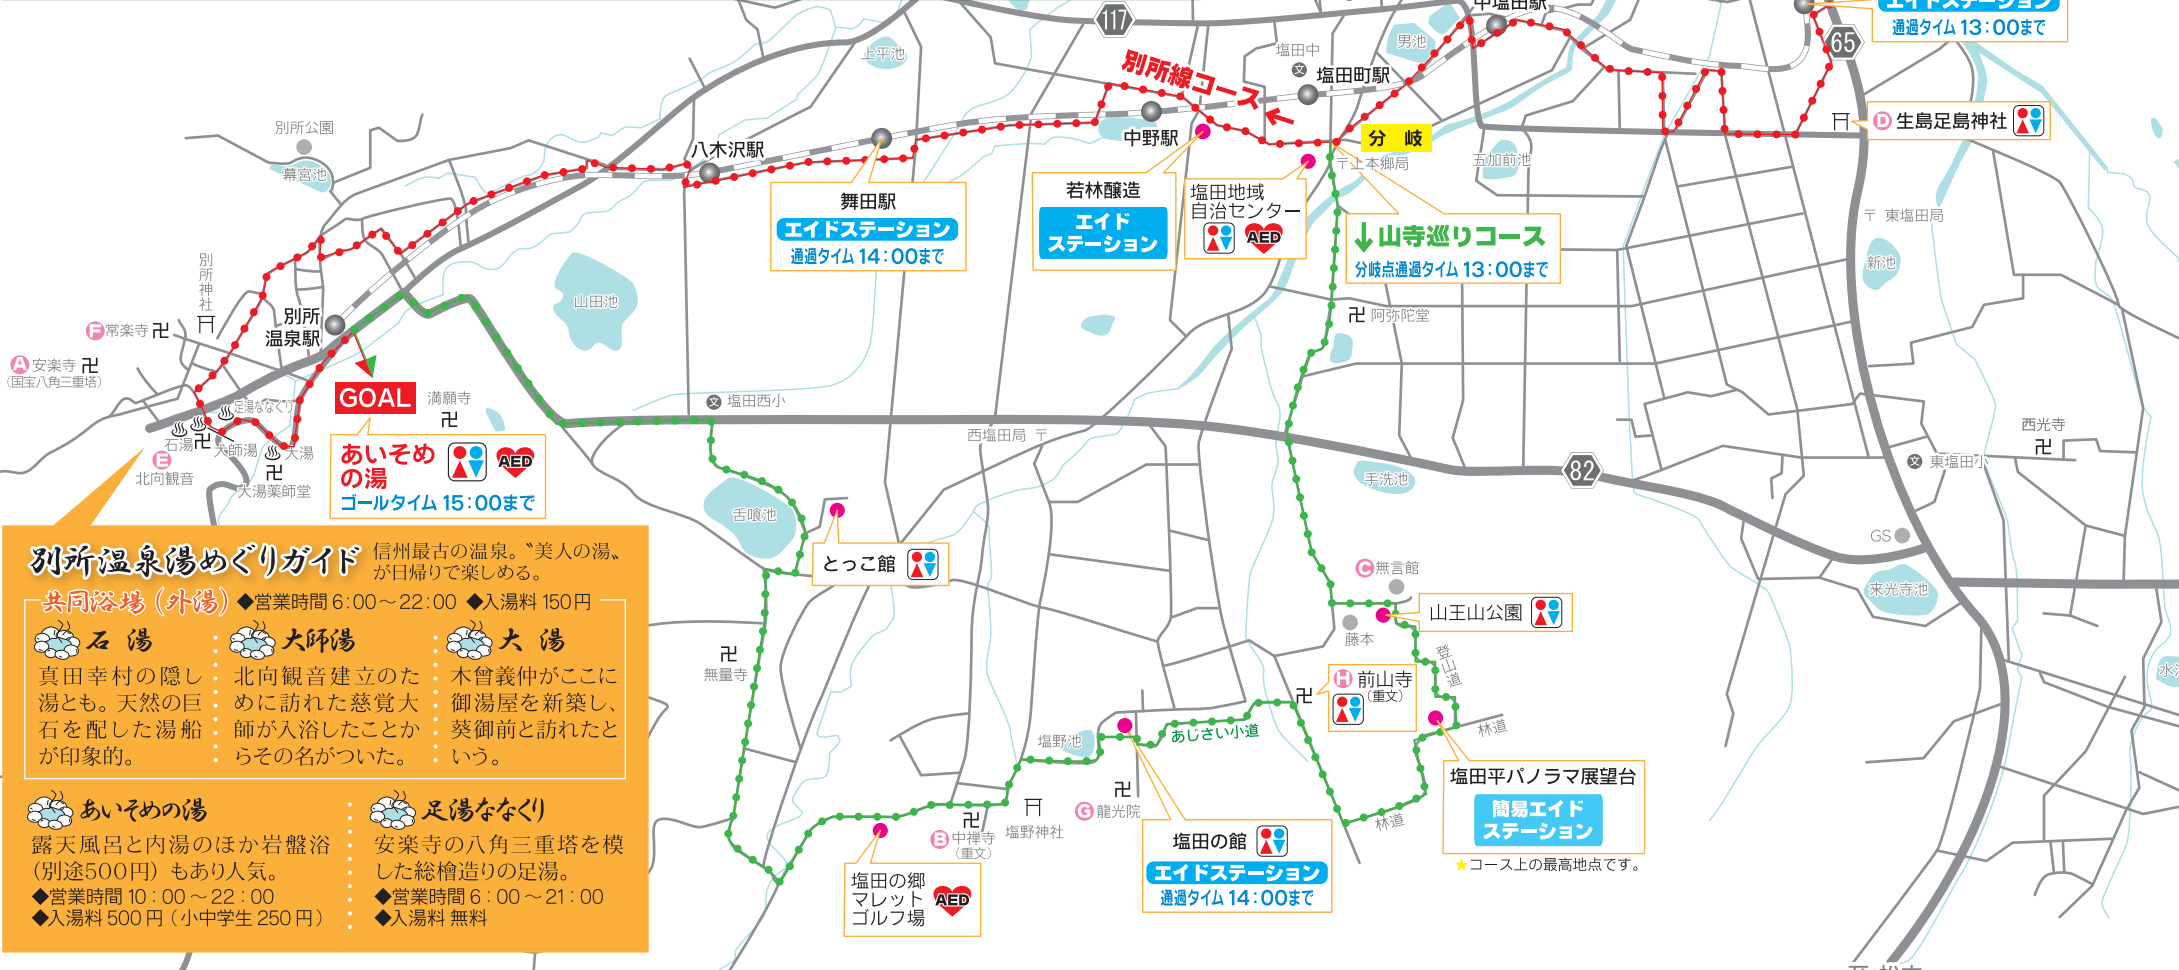 117
中塩田駅
エイドステーション
通過タイム 13：00まで
65
上平池
別所線コース
塩田中
文
塩田町駅
男池
別所公園
幕宮池
八木沢駅
中野駅
分　岐
〒上本郷局
五加前池
D 生島足島神社
舞田駅
エイドステーション
通過タイム 14：00まで
若林醸造
エイド
ステーション
塩田地域
自治センター
AED
↓山寺巡りコース
分岐点通過タイム 13：00まで
〒 東塩田局
新池
別所神社
山田池
別所
温泉駅
F 常楽寺 卍
A 安楽寺 卍
（国宝八角三重塔）
卍 阿弥陀堂
GOAL
満願寺
卍
文 塩田西小
足湯ななくり
石湯
卍
大師湯
大湯
E
北向観音
卍
大湯薬師堂
あいそめ
の湯
AED
ゴールタイム 15：00まで
西塩田局 〒
西光寺
卍
文 東塩田小
82
手洗池
GS
舌喰池
とっこ館
来光寺池
C 無言館
山王山公園
藤本
登山道
卍
無量寺
卍
H 前山寺
（重文）
林道
塩野池
あじさい小道
塩田平パノラマ展望台
簡易エイド
ステーション
★コース上の最高地点です。
卍
G 龍光院
林道
塩野神社
卍
B 中禅寺
（重文）
塩田の館
エイドステーション
通過タイム 14：00まで
塩田の郷
マレット
ゴルフ場
AED
別所温泉湯めぐりガイド
信州最古の温泉。〝美人の湯〟
が日帰りで楽しめる。
共同浴場（外湯） ◆営業時間 6：00～22：00 ◆入湯料 150円
石 湯
真田幸村の隠し
湯とも。天然の巨
石を配した湯船
が印象的。
大師湯
北向観音建立のた
めに訪れた慈覚大
師が入浴したことか
らその名がついた。
大 湯
木曾義仲がここに
御湯屋を新築し、
葵御前と訪れたと
いう。
あいそめの湯
露天風呂と内湯のほか岩盤浴
（別途500円）もあり人気。
◆営業時間 10：00～22：00
◆入湯料 500円（小中学生 250円）
足湯ななくり
安楽寺の八角三重塔を模
した総檜造りの足湯。
◆営業時間 6：00～21：00
◆入湯料 無料